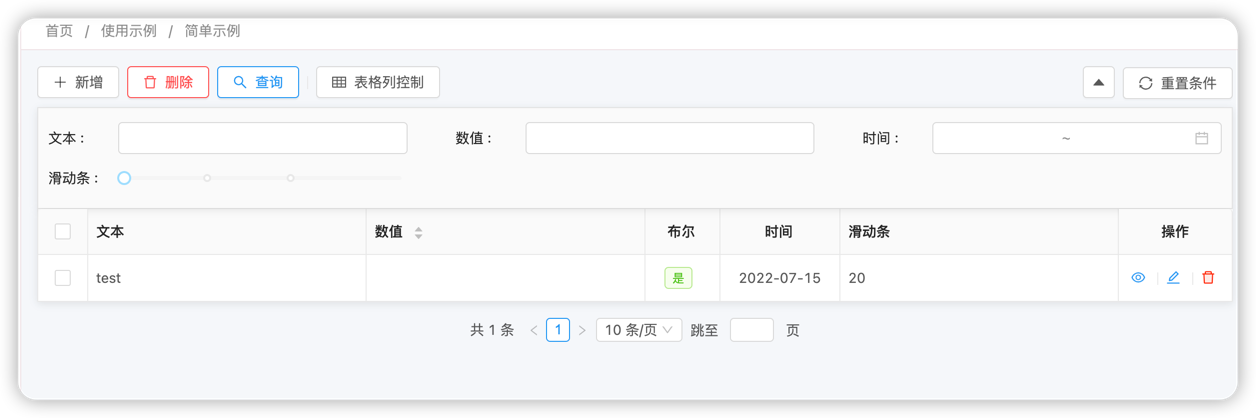 首页 / 使用示例 / 简单示例
新增 删除 查询 表格列控制 重置条件
文本： 数值： 时间： ~
滑动条：
文本 数值 布尔 时间 滑动条 操作
test 是 2022-07-15 20
共 1 条 < 1 > 10 条/页 跳至 页